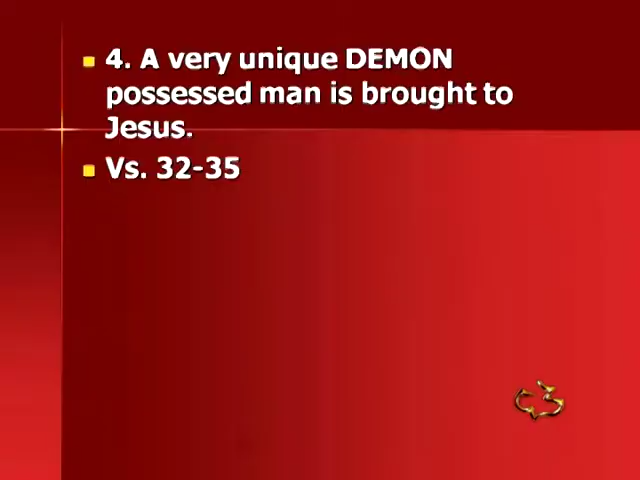 4. A very unique DEMON
possessed man is brought to
Jesus.
Vs. 32-35